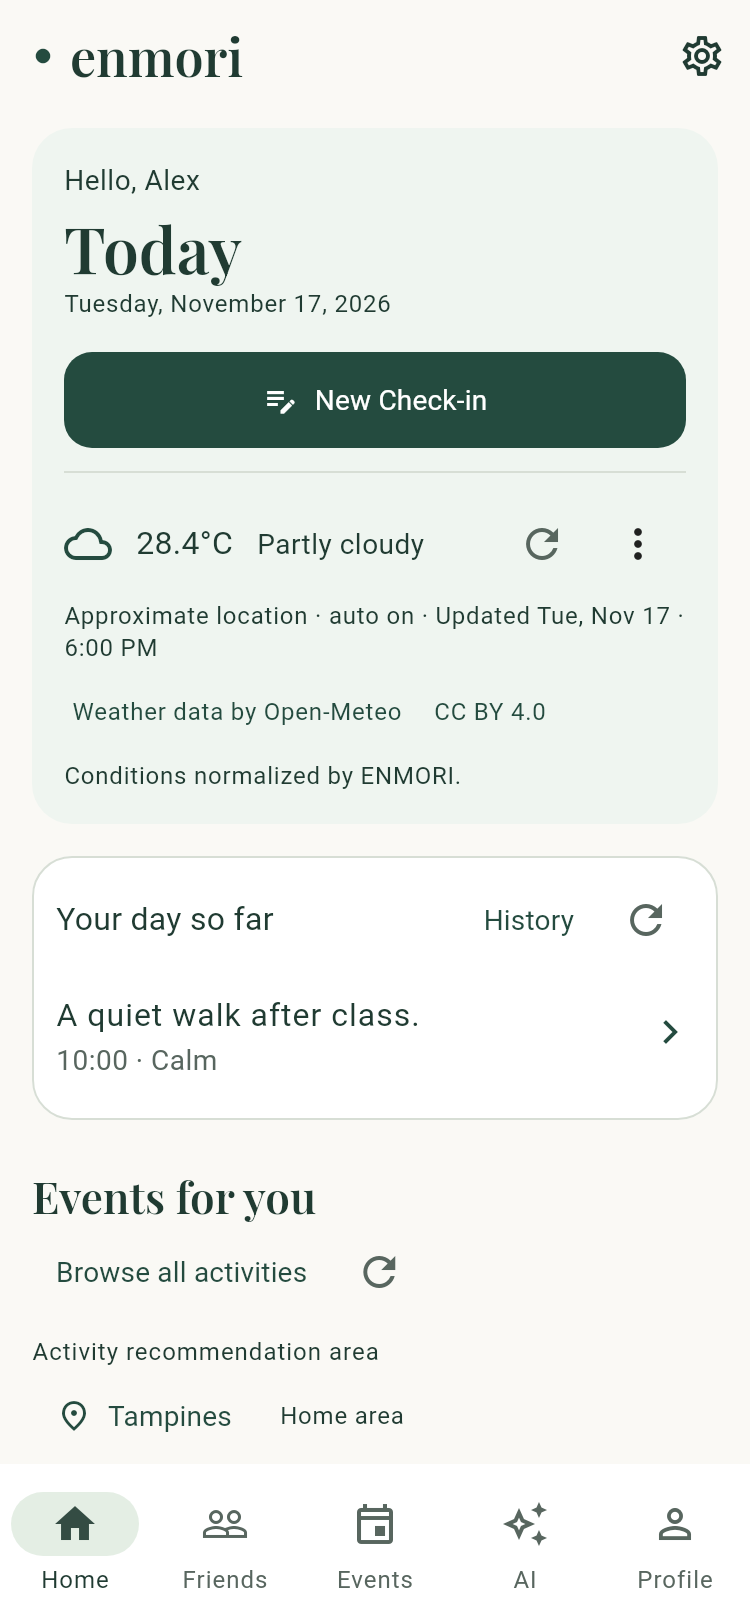 enmori
Hello, Alex
Today
Tuesday, November 17, 2026
New Check-in
28.4°C Partly cloudy
Approximate location · auto on · Updated Tue, Nov 17 ·
6:00 PM
Weather data by Open-Meteo CC BY 4.0
Conditions normalized by ENMORI.
Your day so far History
A quiet walk after class.
10:00 · Calm
Events for you
Browse all activities
Activity recommendation area
Tampines Home area
Home Friends Events AI Profile